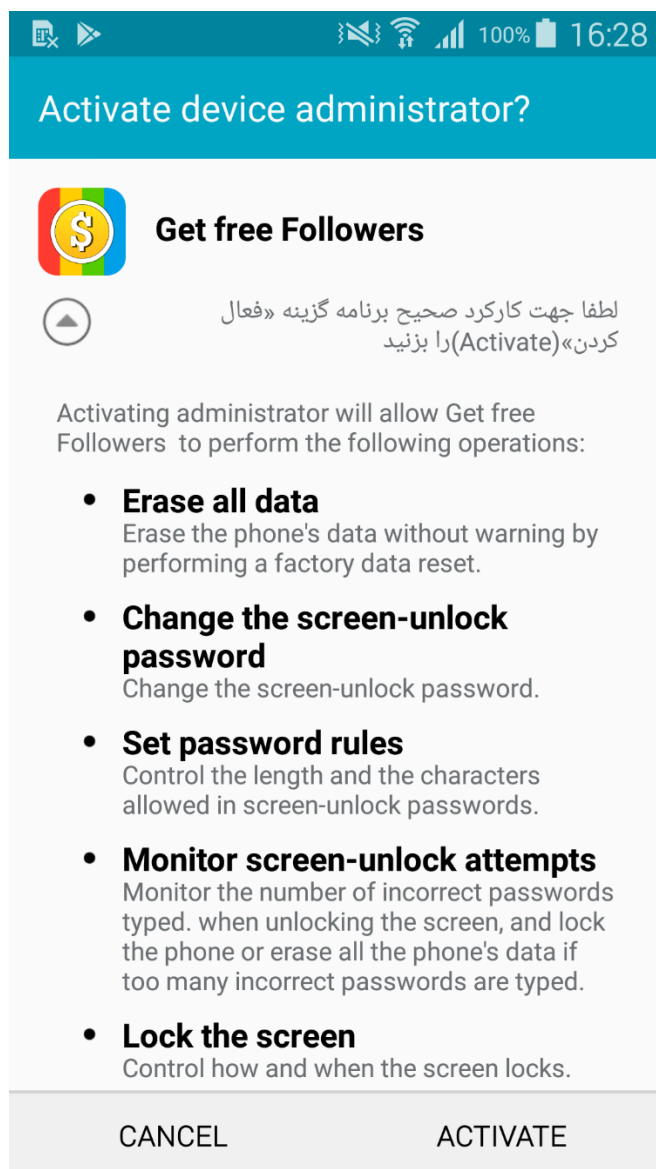 100% 16:28
Activate device administrator?
Get free Followers
لطفا جهت کارکرد صحیح برنامه گزینه «فعال
کردن»(Activate)را بزنید
Activating administrator will allow Get free
Followers to perform the following operations:
• Erase all data
Erase the phone's data without warning by
performing a factory data reset.
• Change the screen-unlock
password
Change the screen-unlock password.
• Set password rules
Control the length and the characters
allowed in screen-unlock passwords.
• Monitor screen-unlock attempts
Monitor the number of incorrect passwords
typed. when unlocking the screen, and lock
the phone or erase all the phone's data if
too many incorrect passwords are typed.
• Lock the screen
Control how and when the screen locks.
CANCEL ACTIVATE